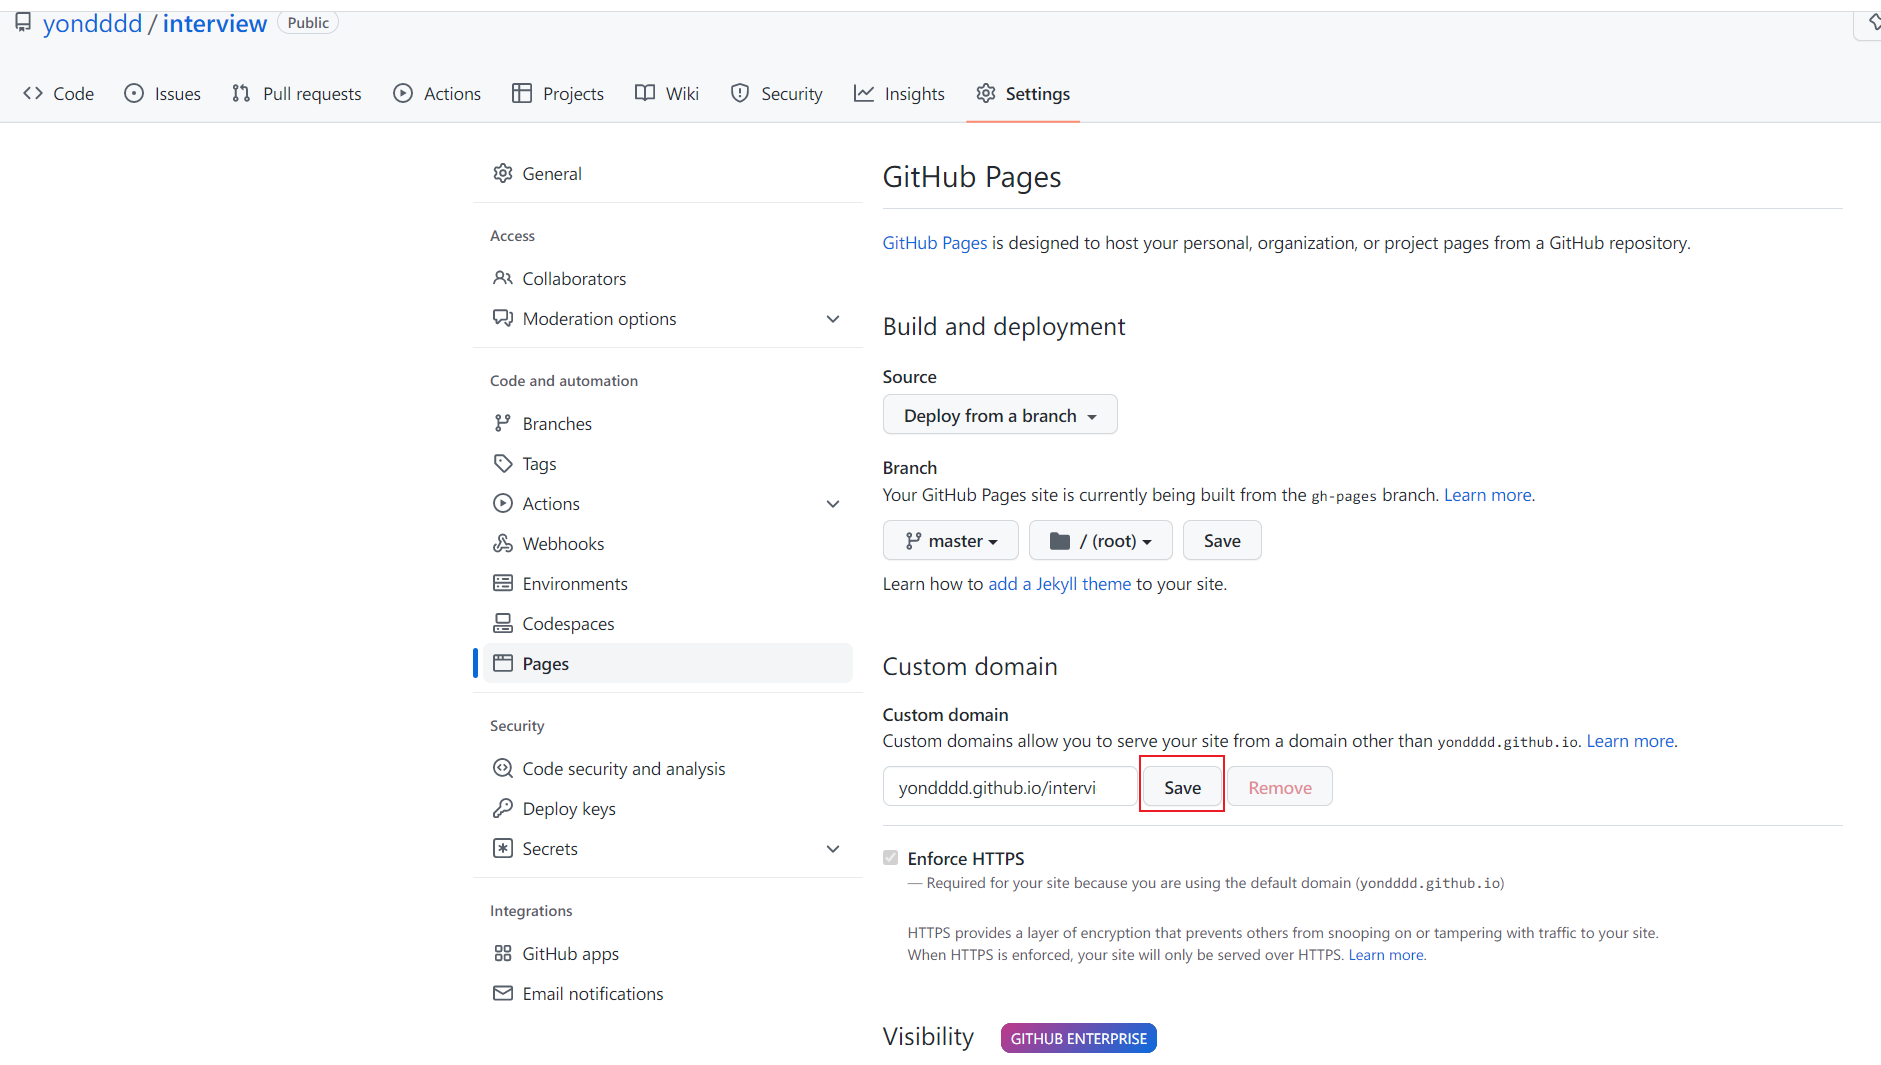 yondddd / interview Public
Code Issues Pull requests Actions Projects Wiki Security Insights Settings
General
Access
Collaborators
Moderation options
Code and automation
Branches
Tags
Actions
Webhooks
Environments
Codespaces
Pages
Security
Code security and analysis
Deploy keys
Secrets
Integrations
GitHub apps
Email notifications
GitHub Pages
GitHub Pages is designed to host your personal, organization, or project pages from a GitHub repository.
Build and deployment
Source
Deploy from a branch
Branch
Your GitHub Pages site is currently being built from the gh-pages branch. Learn more.
master / (root) Save
Learn how to add a Jekyll theme to your site.
Custom domain
Custom domain
Custom domains allow you to serve your site from a domain other than yondddd.github.io. Learn more.
yondddd.github.io/intervi Save Remove
Enforce HTTPS
— Required for your site because you are using the default domain (yondddd.github.io)
HTTPS provides a layer of encryption that prevents others from snooping on or tampering with traffic to your site.
When HTTPS is enforced, your site will only be served over HTTPS. Learn more.
Visibility GITHUB ENTERPRISE